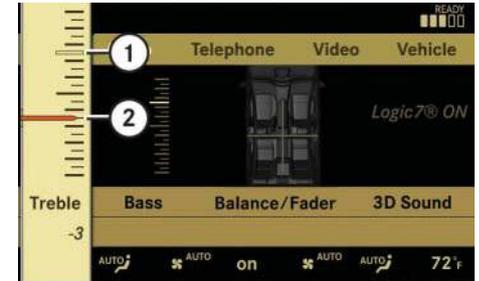 READY
1 Telephone Video Vehicle
2 Logic7® ON
Treble Bass Balance/Fader 3D Sound
-3
AUTO AUTO on AUTO AUTO 72°F